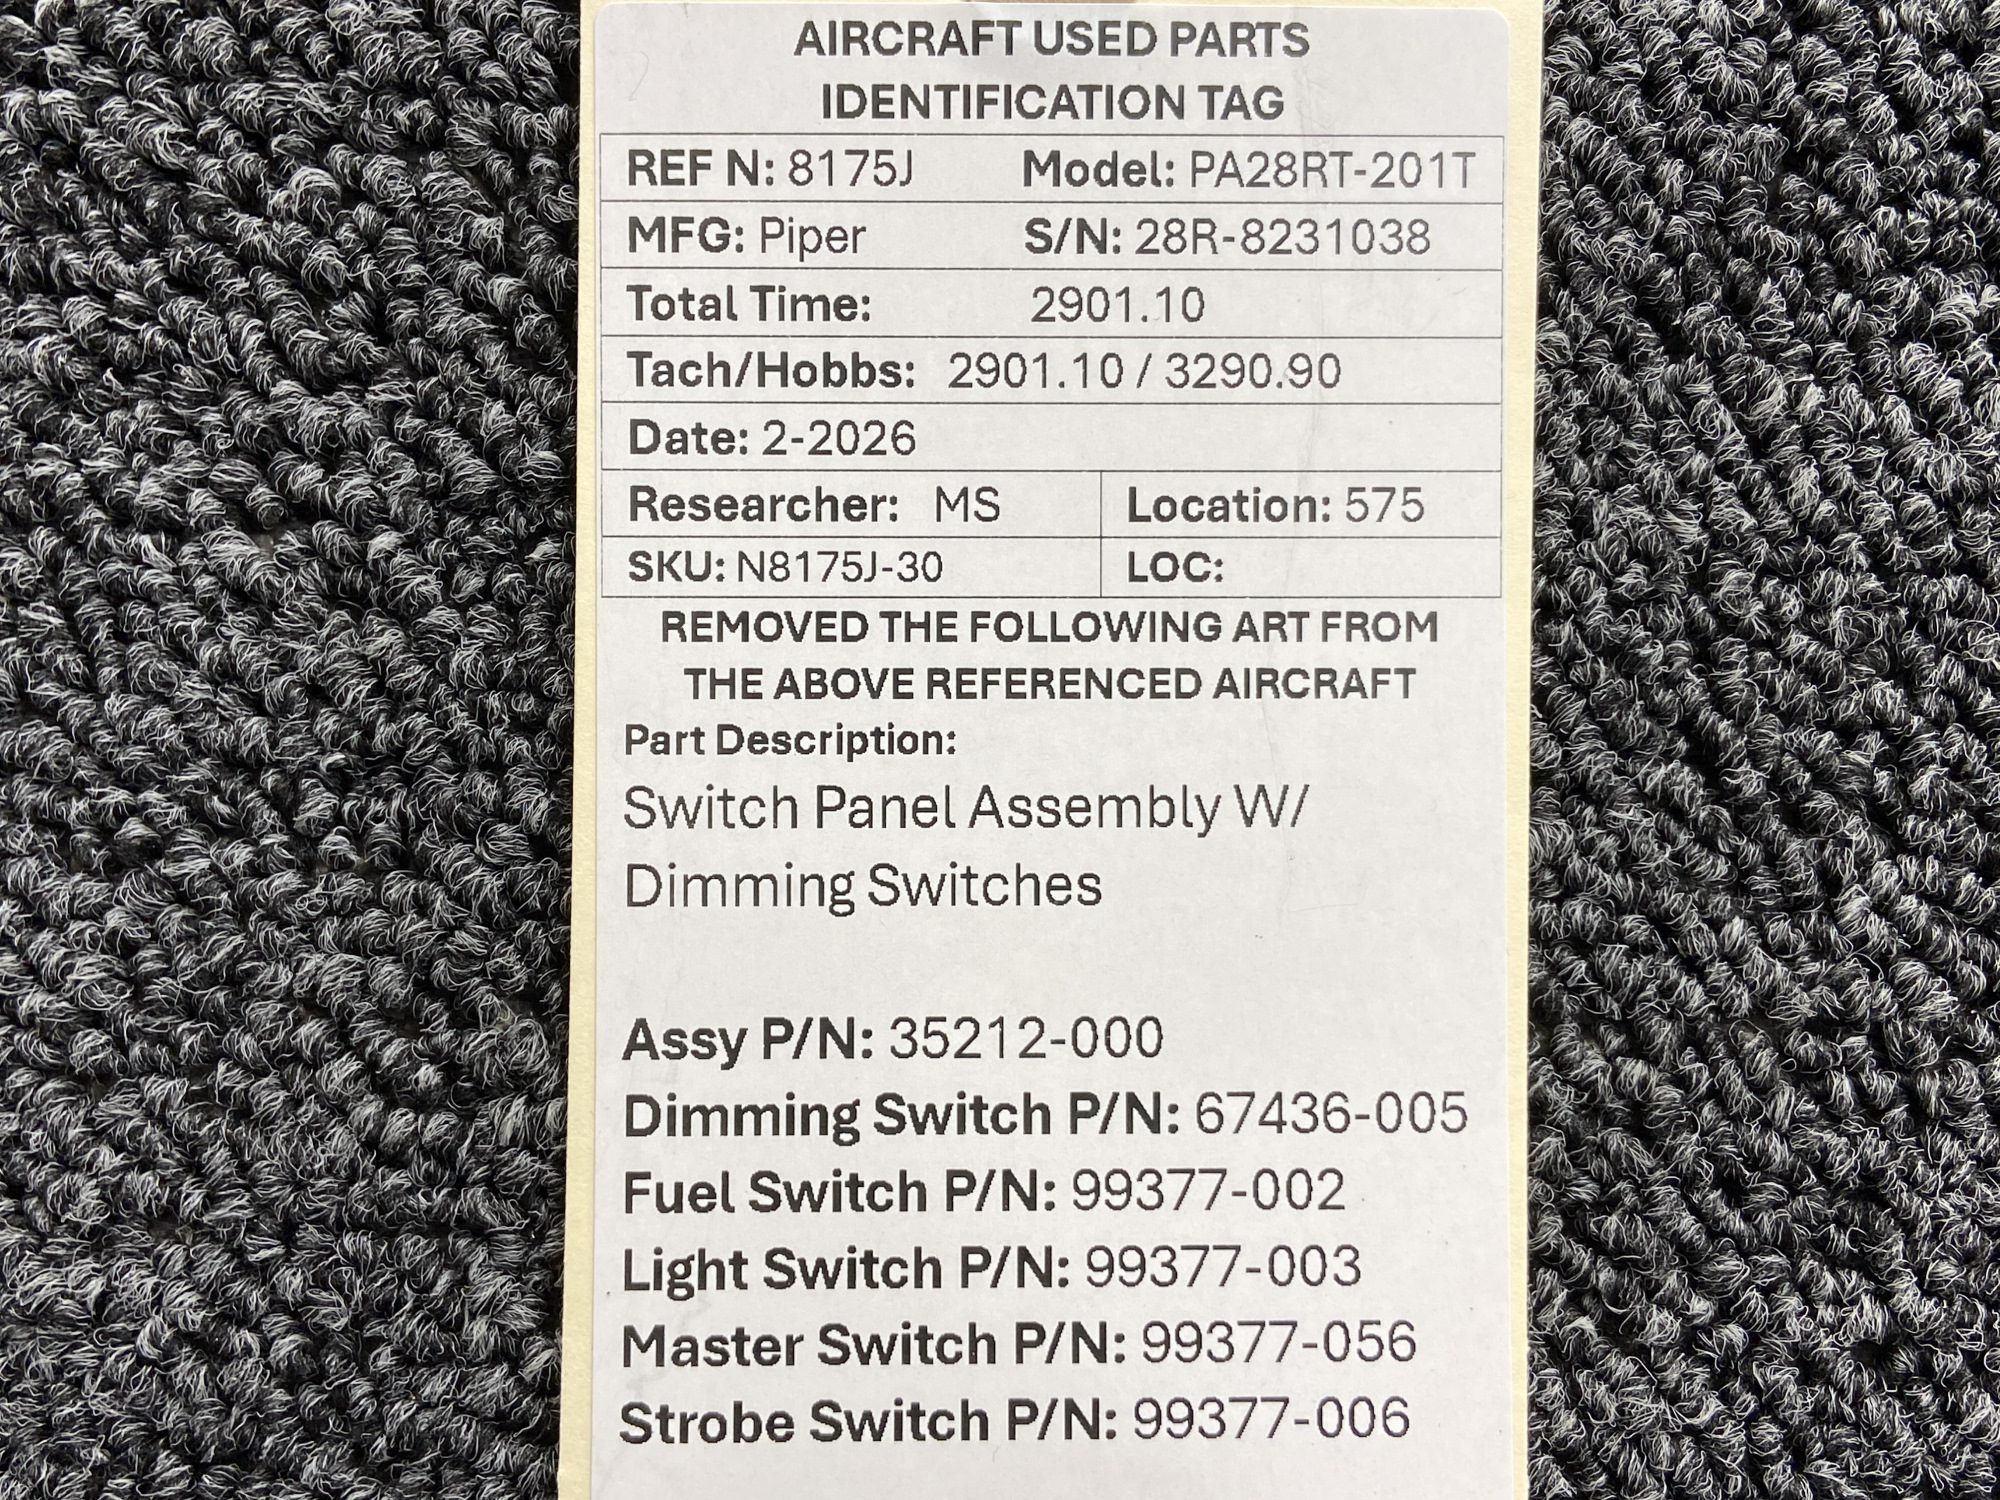 AIRCRAFT USED PARTS
IDENTIFICATION TAG
REF N: 8175J Model: PA28RT-201T
MFG: Piper S/N: 28R-8231038
Total Time: 2901.10
Tach/Hobbs: 2901.10 / 3290.90
Date: 2-2026
Researcher: MS Location: 575
SKU: N8175J-30 LOC:
REMOVED THE FOLLOWING ART FROM
THE ABOVE REFERENCED AIRCRAFT
Part Description:
Switch Panel Assembly W/
Dimming Switches
Assy P/N: 35212-000
Dimming Switch P/N: 67436-005
Fuel Switch P/N: 99377-002
Light Switch P/N: 99377-003
Master Switch P/N: 99377-056
Strobe Switch P/N: 99377-006